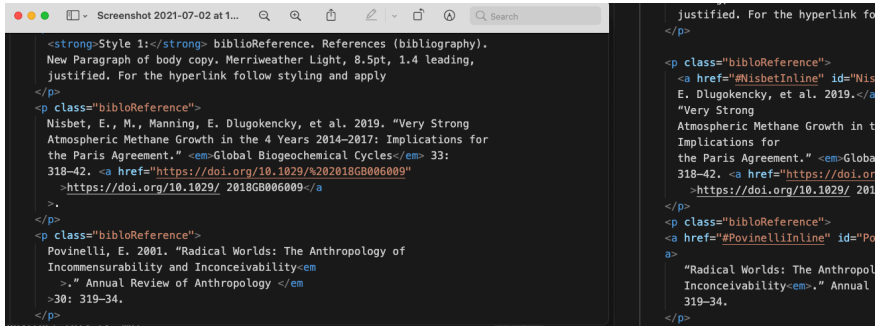 Screenshot 2021-07-02 at 1...
Search
<strong>Style 1:</strong> biblioReference. References (bibliography).
New Paragraph of body copy. Merriweather Light, 8.5pt, 1.4 leading,
justified. For the hyperlink follow styling and apply
</p>
<p class="bibloReference">
Nisbet, E., M., Manning, E. Dlugokencky, et al. 2019. “Very Strong
Atmospheric Methane Growth in the 4 Years 2014–2017: Implications for
the Paris Agreement.” <em>Global Biogeochemical Cycles</em> 33:
318–42. <a href="https://doi.org/10.1029/%202018GB006009"
>https://doi.org/10.1029/ 2018GB006009</a
>.
</p>
<p class="bibloReference">
Povinelli, E. 2001. “Radical Worlds: The Anthropology of
Incommensurability and Inconceivability<em
>.” Annual Review of Anthropology </em
>30: 319–34.
</p>
justified. For the hyperlink fo
</p>
<p class="bibloReference">
<a href="#NisbetInline" id="Nis
E. Dlugokencky, et al. 2019.</a
“Very Strong
Atmospheric Methane Growth in t
Implications for
the Paris Agreement.” <em>Globa
318–42. <a href="https://doi.or
>https://doi.org/10.1029/ 201
</p>
<p class="bibloReference">
<a href="#PovinelliInline" id="Po
a>
“Radical Worlds: The Anthropol
Inconceivability<em>.” Annual
319–34.
</p>